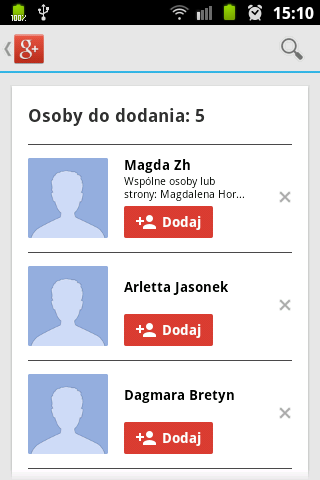 100%
15:10
g+
Osoby do dodania: 5
Magda Zh
Wspólne osoby lub
strony: Magdalena Hor...
Dodaj
Arletta Jasonek
Dodaj
Dagmara Bretyn
Dodaj